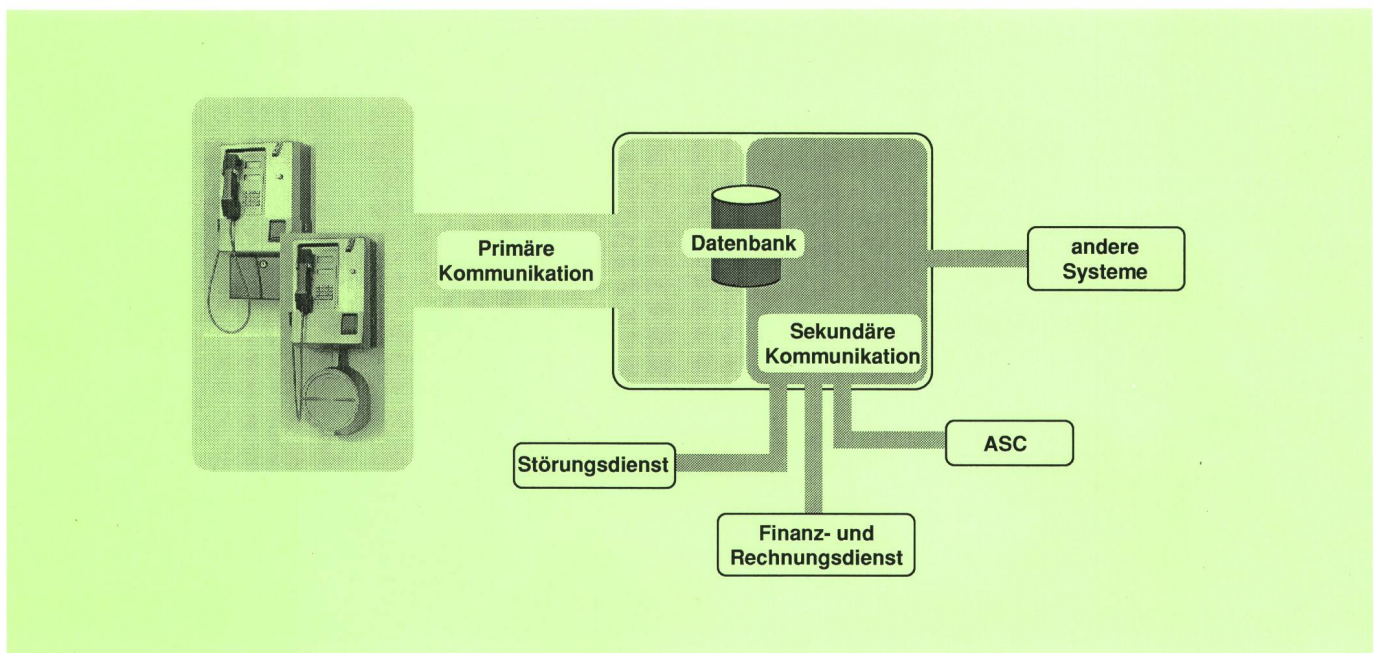 Primäre
Kommunikation
Datenbank
Sekundäre
Kommunikation
andere
Systeme
Störungsdienst
ASC
Finanz- und
Rechnungsdienst